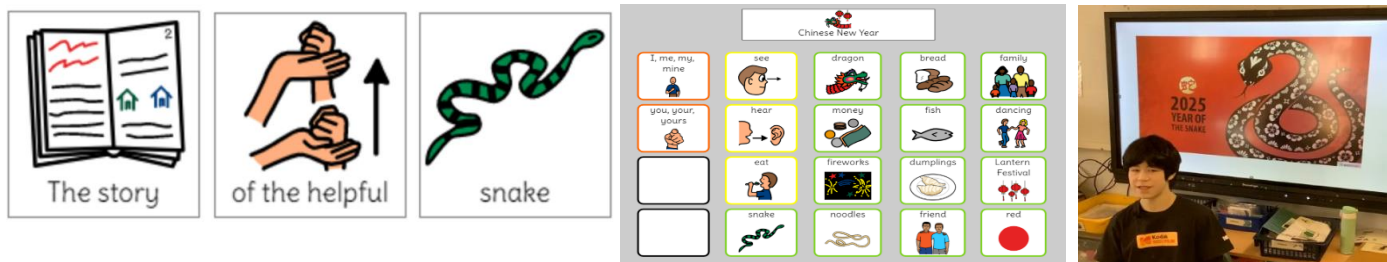 2
The story
of the helpful
snake
Chinese New Year
I, me, my,
mine
see
dragon
bread
family
you, your,
yours
hear
money
fish
dancing
eat
fireworks
dumplings
Lantern
Festival
snake
noodles
friend
red
2025
YEAR OF
THE SNAKE